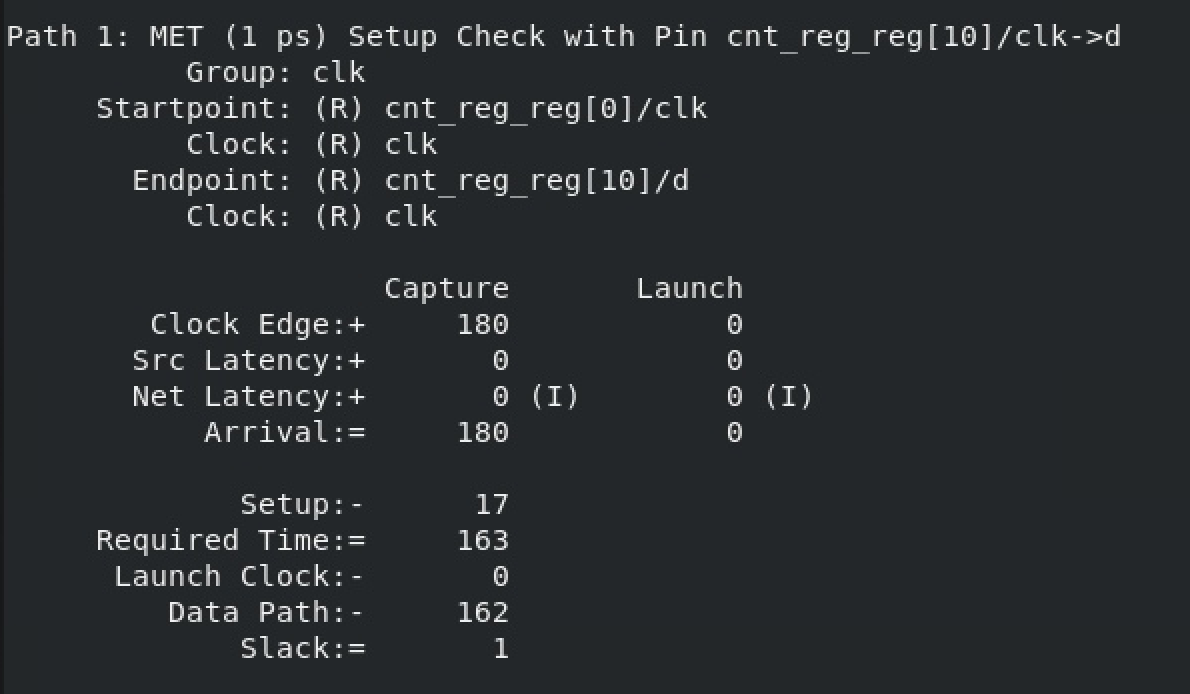 Path 1: MET (1 ps) Setup Check with Pin cnt_reg_reg[10]/clk->d
Group: clk
Startpoint: (R) cnt_reg_reg[0]/clk
Clock: (R) clk
Endpoint: (R) cnt_reg_reg[10]/d
Clock: (R) clk
Capture Launch
Clock Edge:+ 180 0
Src Latency:+ 0 0
Net Latency:+ 0 (I) 0 (I)
Arrival:= 180 0
Setup:- 17
Required Time:= 163
Launch Clock:- 0
Data Path:- 162
Slack:= 1